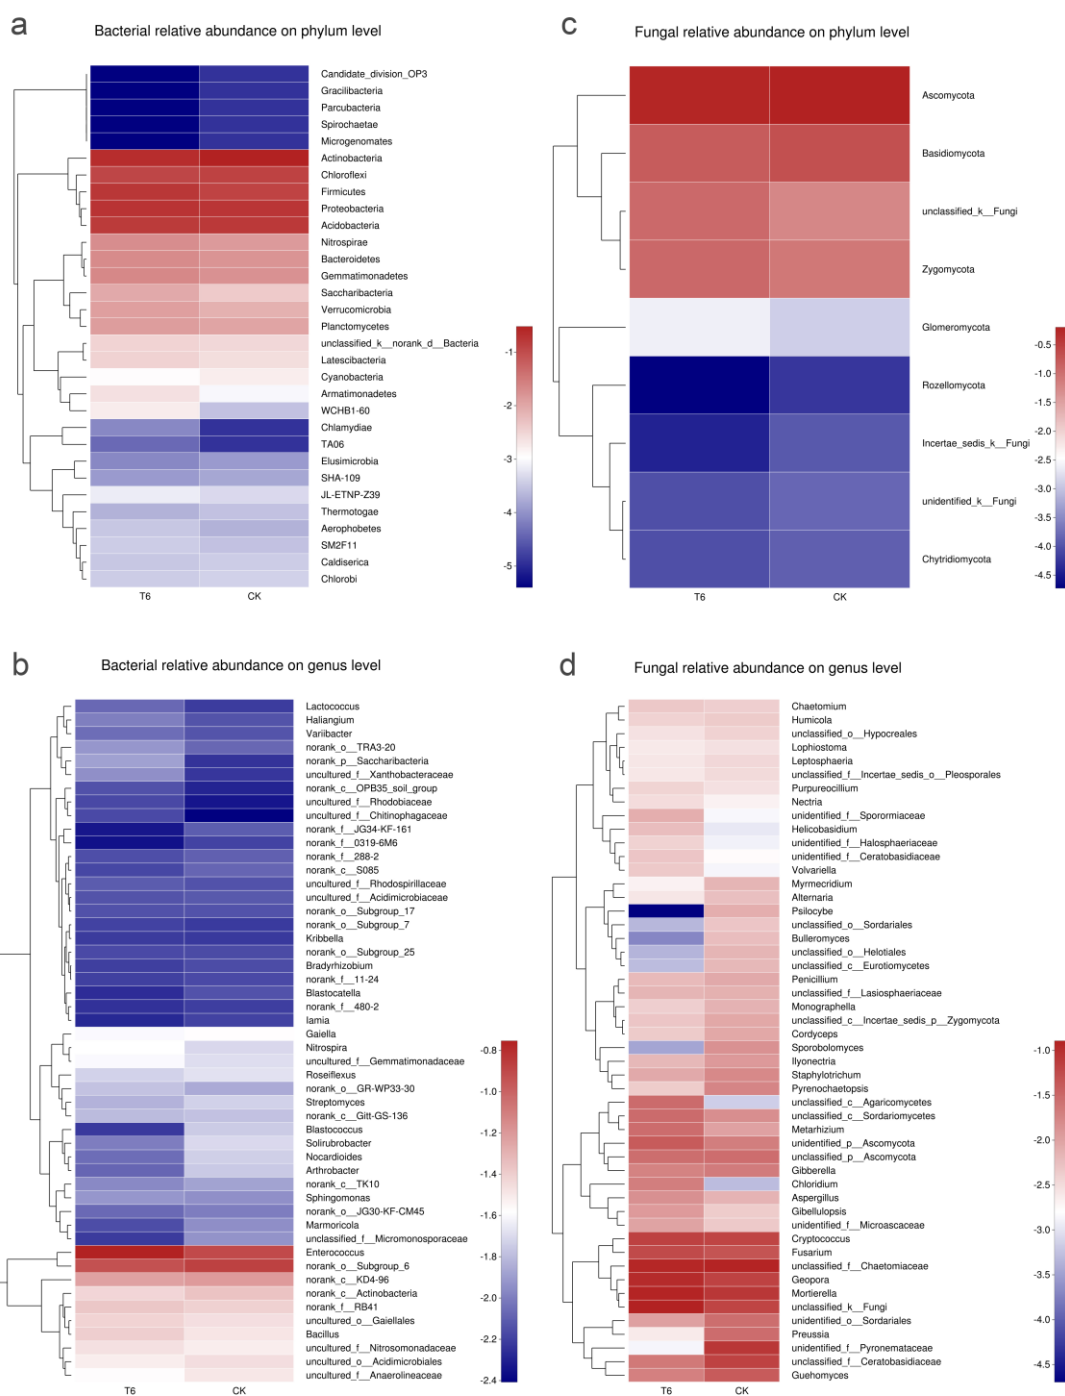 a
Bacterial relative abundance on phylum level
Candidate_division_OP3
Gracilibacteria
Parcubacteria
Spirochaetae
Microgenomates
Actinobacteria
Chloroflexi
Firmicutes
Proteobacteria
Acidobacteria
Nitrospirae
Bacteroidetes
Gemmatimonadetes
Saccharibacteria
Verrucomicrobia
Planctomycetes
unclassified_k__norank_d__Bacteria
Latescibacteria
Cyanobacteria
Armatimonadetes
WCHB1-60
Chlamydiae
TA06
Elusimicrobia
SHA-109
JL-ETNP-Z39
Thermotogae
Aerophobetes
SM2F11
Caldiserica
Chlorobi
-1
-2
-3
-4
-5
T6
CK
c
Fungal relative abundance on phylum level
Ascomycota
Basidiomycota
unclassified_k__Fungi
Zygomycota
Glomeromycota
Rozellomycota
Incertae_sedis_k__Fungi
unidentified_k__Fungi
Chytridiomycota
-0.5
-1.0
-1.5
-2.0
-2.5
-3.0
-3.5
-4.0
-4.5
T6
CK
b
Bacterial relative abundance on genus level
Lactococcus
Haliangium
Variibacter
norank_o__TRA3-20
norank_p__Saccharibacteria
uncultured_f__Xanthobacteraceae
norank_c__OPB35_soil_group
uncultured_f__Rhodobiaceae
uncultured_f__Chitinophagaceae
norank_f__JG34-KF-161
norank_f__0319-6M6
norank_f__288-2
norank_c__S085
uncultured_f__Rhodospirillaceae
uncultured_f__Acidimicrobiaceae
norank_o__Subgroup_17
norank_o__Subgroup_7
Kribbella
norank_o__Subgroup_25
Bradyrhizobium
norank_f__11-24
Blastocatella
norank_f__480-2
Iamia
Gaiella
Nitrospira
uncultured_f__Gemmatimonadaceae
Roseiflexus
norank_o__GR-WP33-30
Streptomyces
norank_c__Gitt-GS-136
Blastococcus
Solirubrobacter
Nocardioides
Arthrobacter
norank_c__TK10
Sphingomonas
norank_o__JG30-KF-CM45
Marmoricola
unclassified_f__Micromonosporaceae
Enterococcus
norank_o__Subgroup_6
norank_c__KD4-96
norank_c__Actinobacteria
norank_f__RB41
uncultured_o__Gaiellales
Bacillus
uncultured_f__Nitrosomonadaceae
uncultured_o__Acidimicrobiales
uncultured_f__Anaerolineaceae
-0.8
-1.0
-1.2
-1.4
-1.6
-1.8
-2.0
-2.2
-2.4
T6
CK
d
Fungal relative abundance on genus level
Chaetomium
Humicola
unclassified_o__Hypocreales
Lophiostoma
Leptosphaeria
unclassified_f__Incertae_sedis_o__Pleosporales
Purpureocillium
Nectria
unidentified_f__Sporormiaceae
Helicobasidium
unidentified_f__Halosphaeriaceae
unidentified_f__Ceratobasidiaceae
Volvariella
Myrmecridium
Alternaria
Psilocybe
unclassified_o__Sordariales
Bulleromyces
unclassified_o__Helotiales
unclassified_c__Eurotiomycetes
Penicillium
unclassified_f__Lasiosphaeriaceae
Monographella
unclassified_c__Incertae_sedis_p__Zygomycota
Cordyceps
Sporobolomyces
Ilyonectria
Staphylotrichum
Pyrenochaetopsis
unclassified_c__Agaricomycetes
unclassified_c__Sordariomycetes
Metarhizium
unidentified_p__Ascomycota
unclassified_p__Ascomycota
Gibberella
Chloridium
Aspergillus
Gibellulopsis
unidentified_f__Microascaceae
Cryptococcus
Fusarium
unclassified_f__Chaetomiaceae
Geopora
Mortierella
unclassified_k__Fungi
unidentified_o__Sordariales
Preussia
unidentified_f__Pyronemataceae
unclassified_f__Ceratobasidiaceae
Guehomyces
-1.0
-1.5
-2.0
-2.5
-3.0
-3.5
-4.0
-4.5
T6
CK